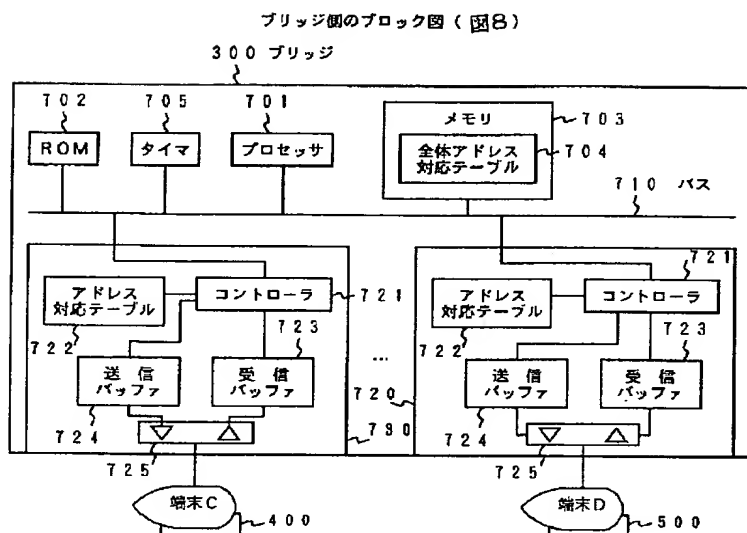 ブリッジ側のブロック図(図8)
300 ブリッジ
702
705
701
ROM
タイマ
プロセッサ
メモリ
703
全体アドレス
対応テーブル
704
710 バス
アドレス
対応テーブル
コントローラ
721
722
723
送信
バッファ
受信
バッファ
724
725
730
…
720
アドレス
対応テーブル
コントローラ
721
722
723
送信
バッファ
受信
バッファ
724
725
端末C
400
端末D
500